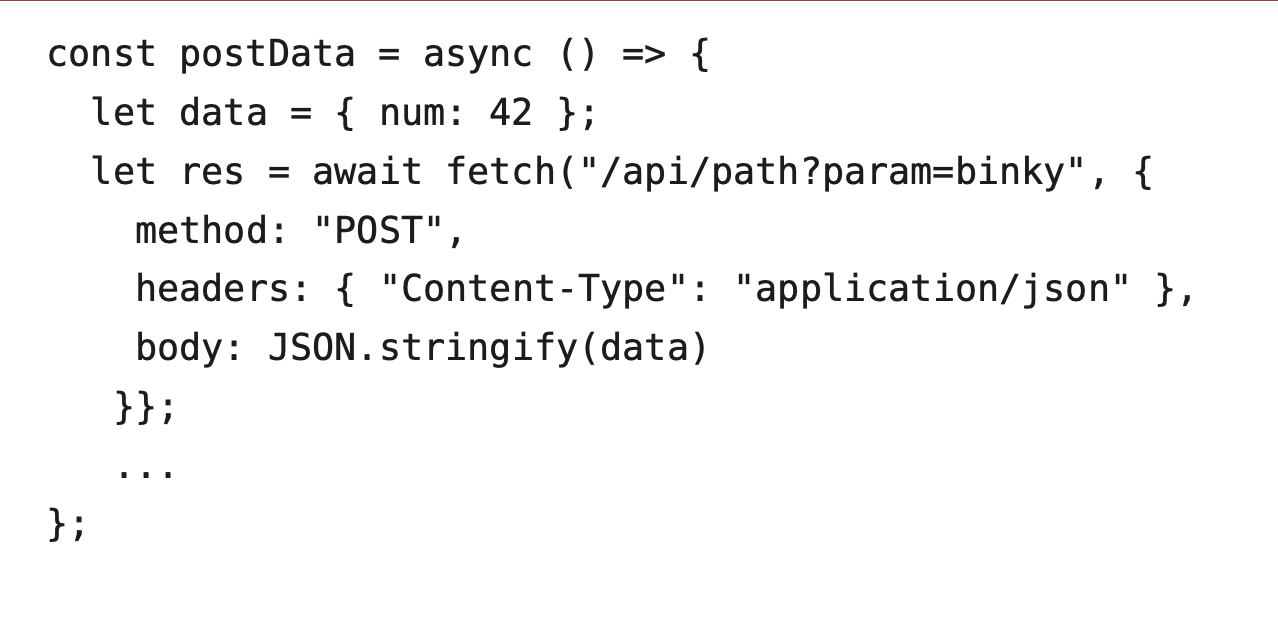 const postData = async () => {
  let data = { num: 42 };
  let res = await fetch("/api/path?param=binky", {
    method: "POST",
    headers: { "Content-Type": "application/json" },
    body: JSON.stringify(data)
   }};
   ...
};